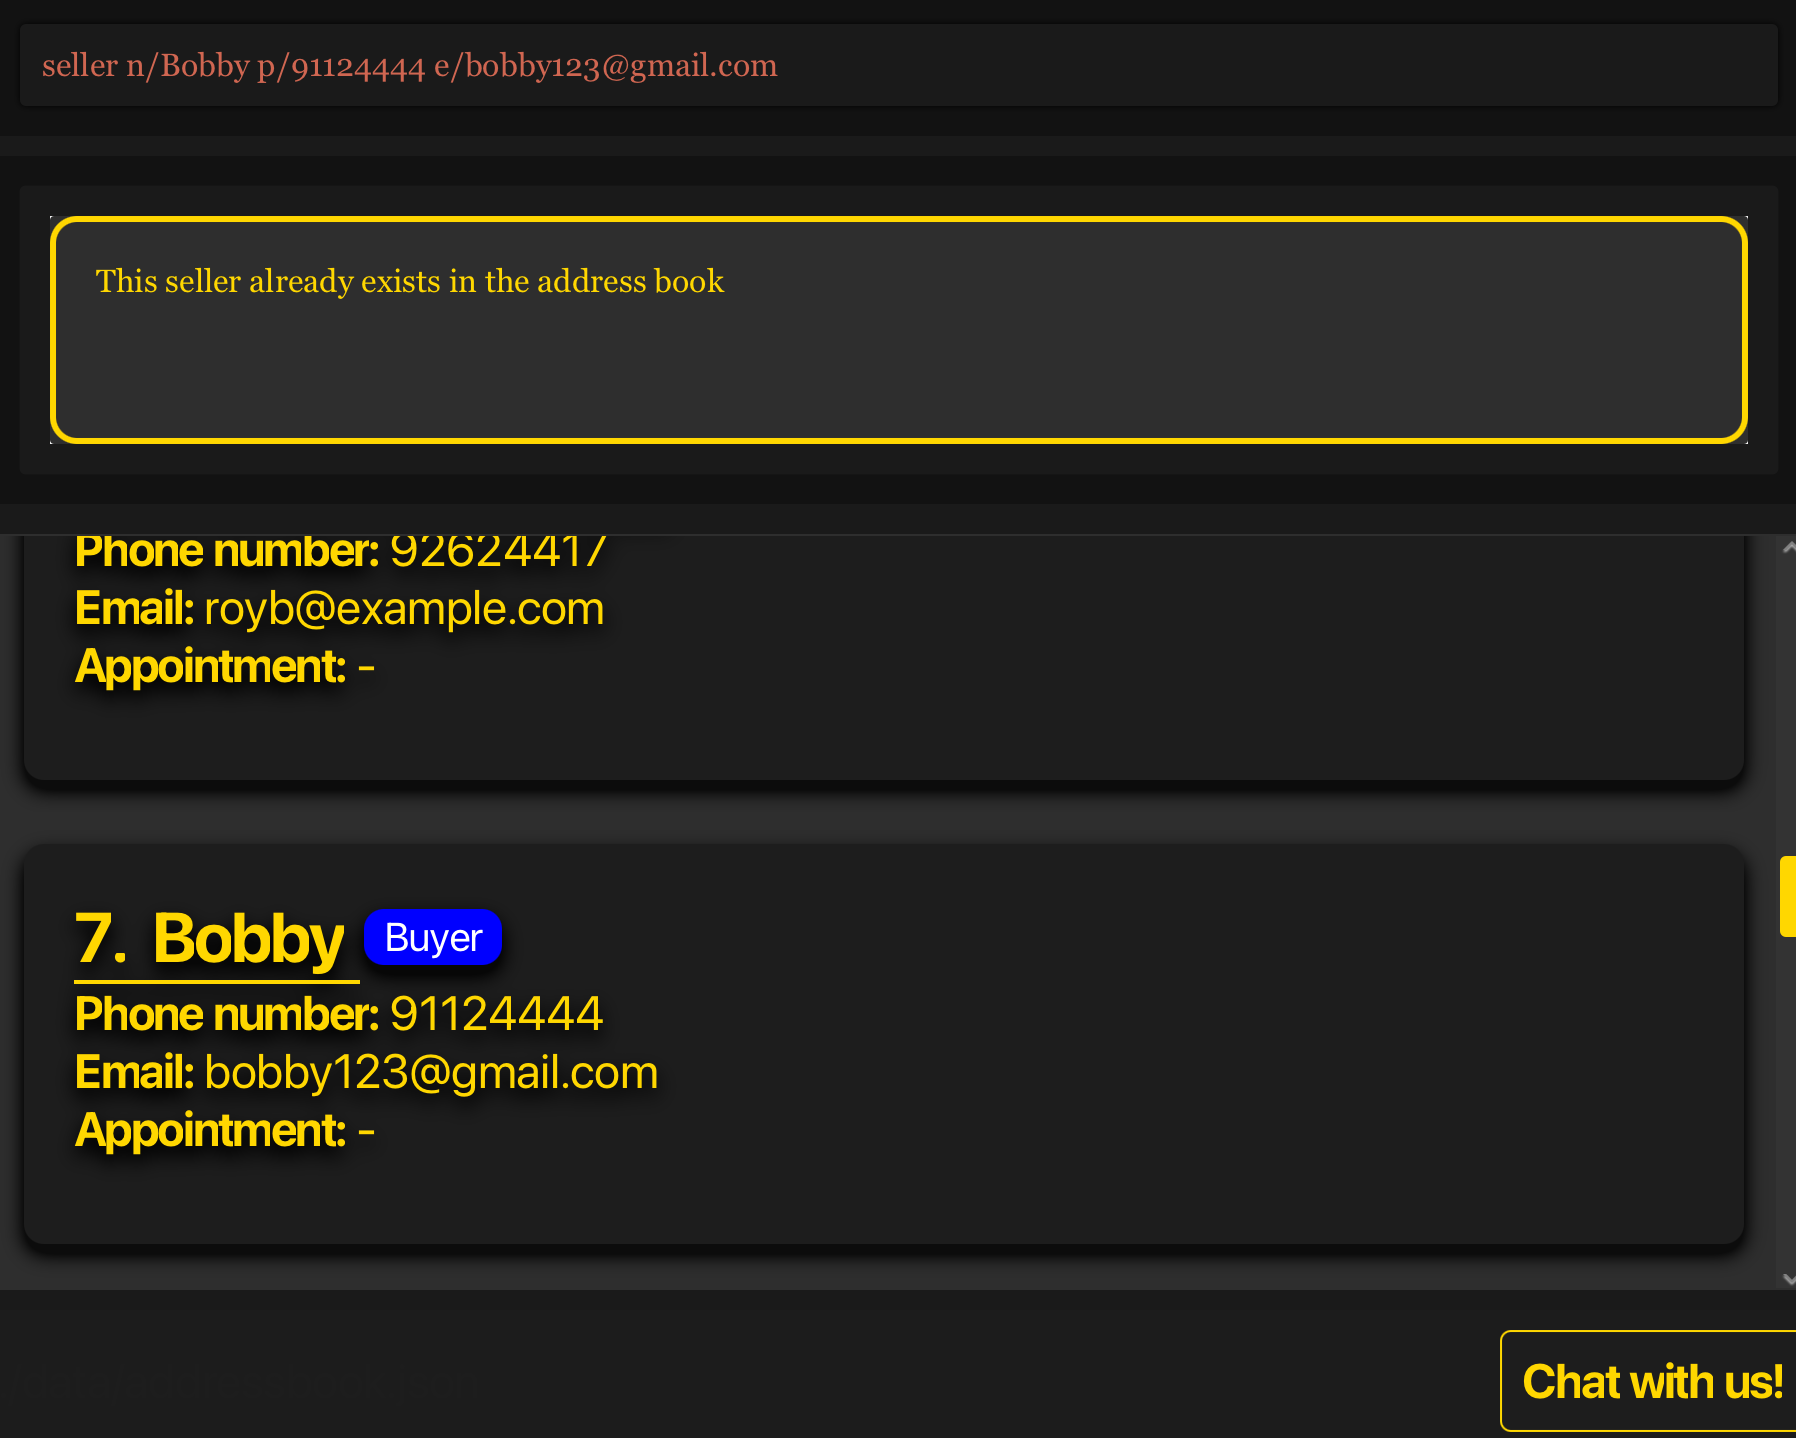 seller n/Bobby p/91124444 e/bobby123@gmail.com
This seller already exists in the address book
Phone number: 92624417
Email: royb@example.com
Appointment: -
7. Bobby Buyer
Phone number: 91124444
Email: bobby123@gmail.com
Appointment: -
Chat with us!